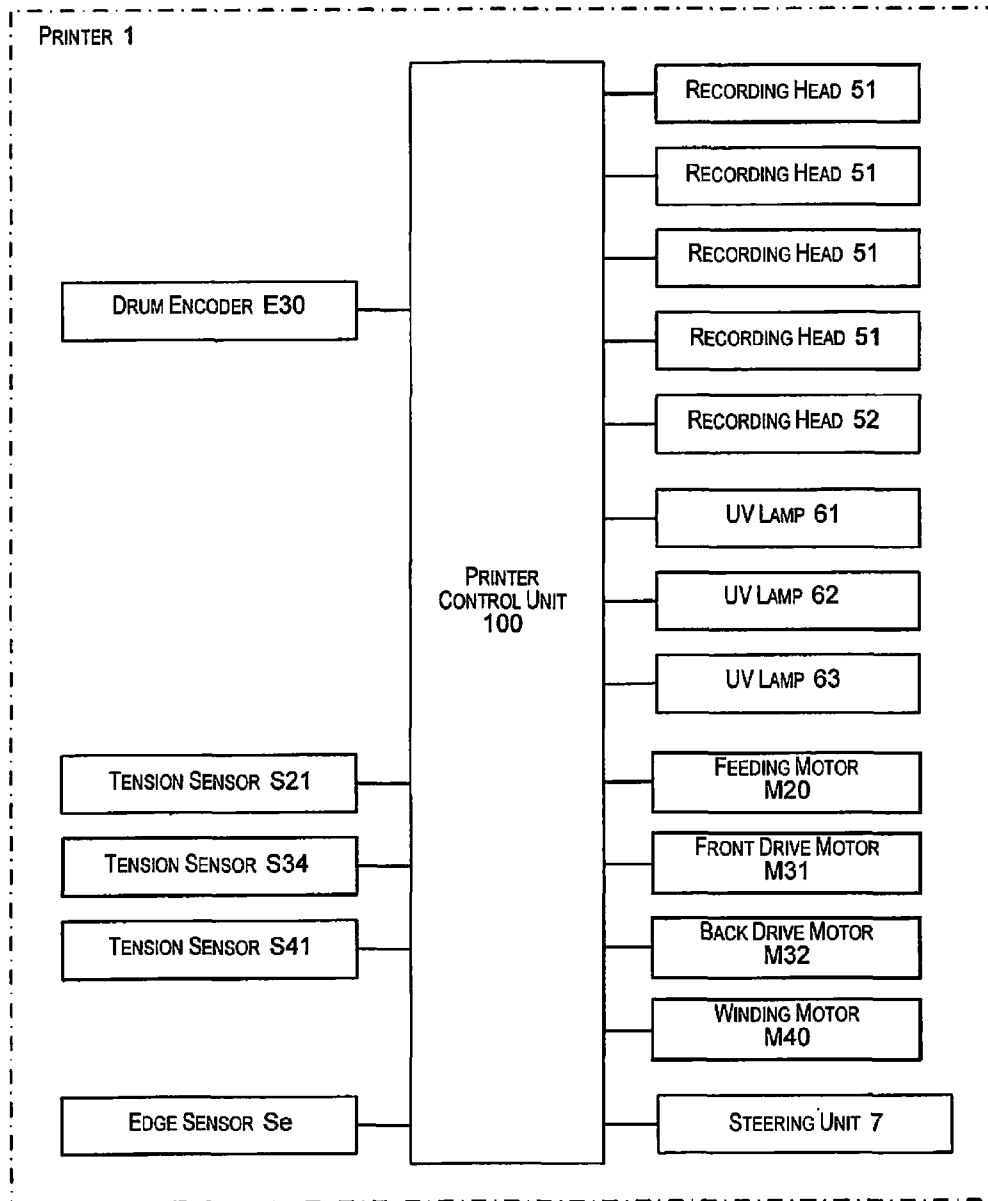 PRINTER 1
RECORDING HEAD 51
RECORDING HEAD 51
RECORDING HEAD 51
DRUM ENCODER E30
RECORDING HEAD 51
RECORDING HEAD 52
UV LAMP 61
PRINTER
CONTROL UNIT
100
UV LAMP 62
UV LAMP 63
TENSION SENSOR S21
FEEDING MOTOR
M20
TENSION SENSOR S34
FRONT DRIVE MOTOR
M31
TENSION SENSOR S41
BACK DRIVE MOTOR
M32
WINDING MOTOR
M40
EDGE SENSOR Se
STEERING UNIT 7